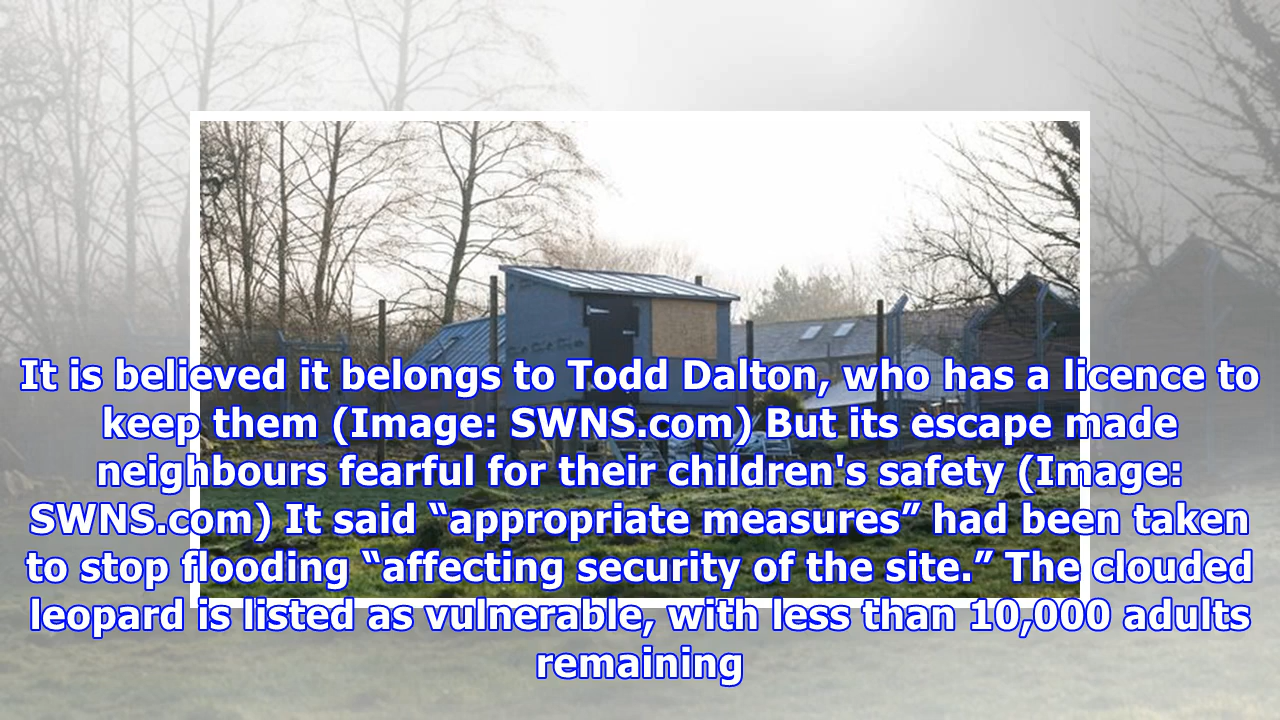 It is believed it belongs to Todd Dalton, who has a licence to
keep them (Image: SWNS.com) But its escape made
neighbours fearful for their children's safety (Image:
SWNS.com) It said “appropriate measures” had been taken
to stop flooding “affecting security of the site.” The clouded
leopard is listed as vulnerable, with less than 10,000 adults
remaining